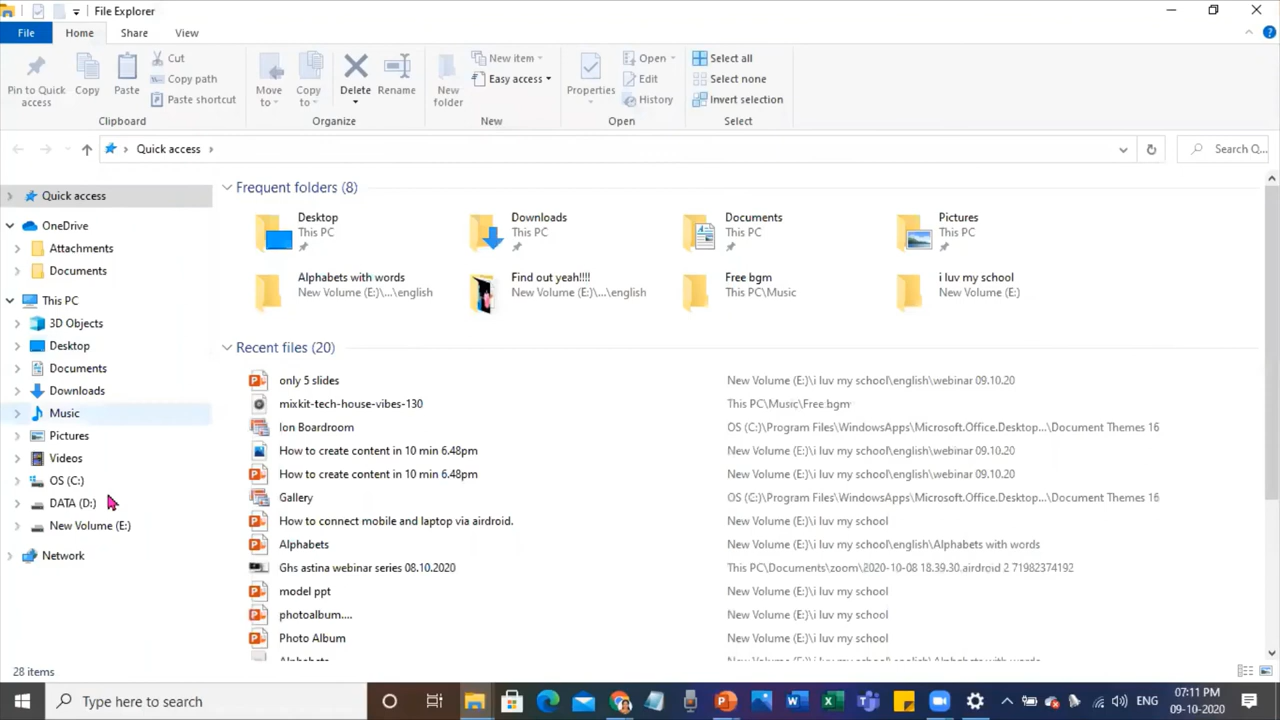 File Explorer
File Home Share View
Pin to Quick access
Copy
Paste
Cut
Copy path
Paste shortcut
Clipboard
Move to
Copy to
Delete
Rename
Organize
New folder
New item
Easy access
New
Properties
Open
Edit
History
Open
Select all
Select none
Invert selection
Select
Quick access
Search Q...
Quick access
OneDrive
Attachments
Documents
This PC
3D Objects
Desktop
Documents
Downloads
Music
Pictures
Videos
OS (C:)
DATA (D:)
New Volume (E:)
Network
Frequent folders (8)
Desktop
This PC
Downloads
This PC
Documents
This PC
Pictures
This PC
Alphabets with words
New Volume (E:)\...\english
Find out yeah!!!!
New Volume (E:)\...\english
Free bgm
This PC\Music
i luv my school
New Volume (E:)
Recent files (20)
only 5 slides New Volume (E:)\i luv my school\english\webinar 09.10.20
mixkit-tech-house-vibes-130 This PC\Music\Free bgm
Ion Boardroom OS (C:)\Program Files\WindowsApps\Microsoft.Office.Desktop...\Document Themes 16
How to create content in 10 min 6.48pm New Volume (E:)\i luv my school\english\webinar 09.10.20
How to create content in 10 min 6.48pm New Volume (E:)\i luv my school\english\webinar 09.10.20
Gallery OS (C:)\Program Files\WindowsApps\Microsoft.Office.Desktop...\Document Themes 16
How to connect mobile and laptop via airdroid. New Volume (E:)\i luv my school
Alphabets New Volume (E:)\i luv my school\english\Alphabets with words
Ghs astina webinar series 08.10.2020 This PC\Documents\zoom\2020-10-08 18.39.30.airdroid 2 71982374192
model ppt New Volume (E:)\i luv my school
photoalbum.... New Volume (E:)\i luv my school
Photo Album New Volume (E:)\i luv my school
Alphabets New Volume (E:)\i luv my school\english\Alphabets with words
28 items
Type here to search
ENG
07:11 PM
09-10-2020